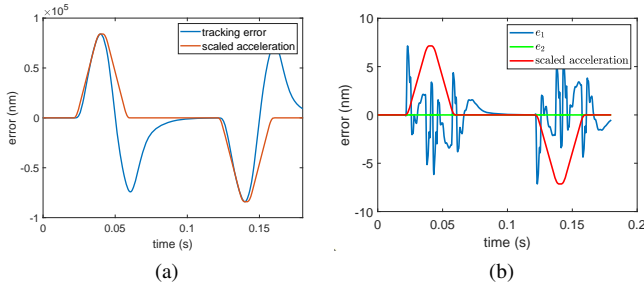 ×10⁵
1
0.5
0
-0.5
-1
error (nm)
0
0.05
0.1
0.15
time (s)
tracking error
scaled acceleration
(a)
10
5
0
-5
-10
error (nm)
0
0.05
0.1
0.15
0.2
time (s)
e₁
e₂
scaled acceleration
(b)